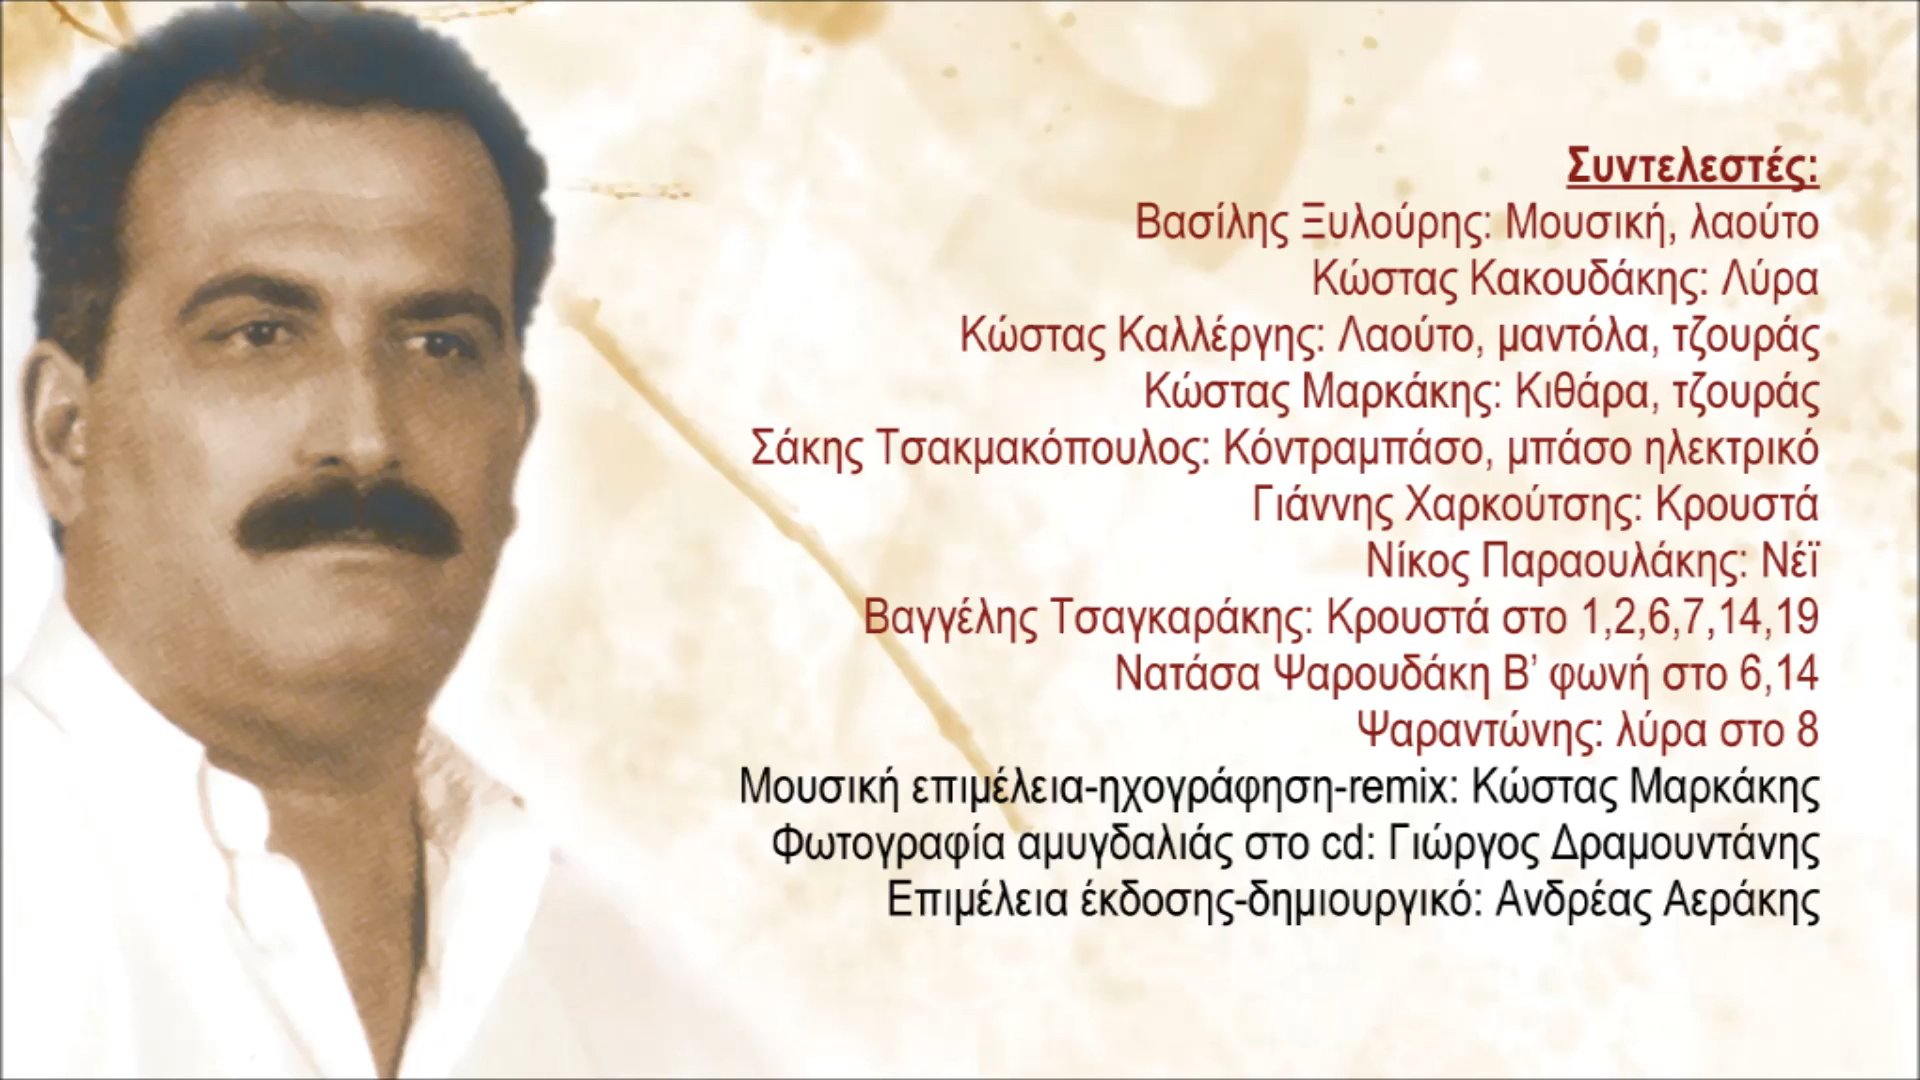 Συντελεστές:
Βασίλης Ξυλούρης: Μουσική, λαούτο
Κώστας Κακουδάκης: Λύρα
Κώστας Καλλέργης: Λαούτο, μαντόλα, τζουράς
Κώστας Μαρκάκης: Κιθάρα, τζουράς
Σάκης Τσακμακόπουλος: Κόντραμπάσο, μπάσο ηλεκτρικό
Γιάννης Χαρκούτσης: Κρουστά
Νίκος Παραουλάκης: Νέϊ
Βαγγέλης Τσαγκαράκης: Κρουστά στο 1,2,6,7,14,19
Νατάσα Ψαρουδάκη Β’ φωνή στο 6,14
Ψαραντώνης: λύρα στο 8
Μουσική επιμέλεια-ηχογράφηση-remix: Κώστας Μαρκάκης
Φωτογραφία αμυγδαλιάς στο cd: Γιώργος Δραμουντάνης
Επιμέλεια έκδοσης-δημιουργικό: Ανδρέας Αεράκης